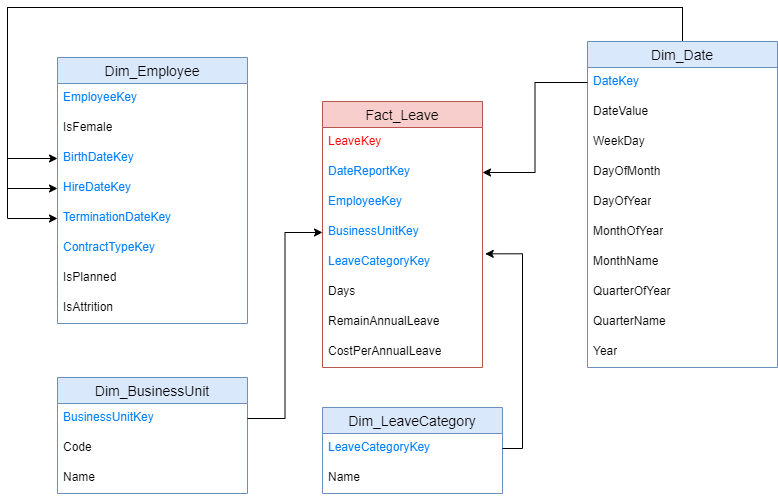 Dim_Employee
EmployeeKey
IsFemale
BirthDateKey
HireDateKey
TerminationDateKey
ContractTypeKey
IsPlanned
IsAttrition
Fact_Leave
LeaveKey
DateReportKey
EmployeeKey
BusinessUnitKey
LeaveCategoryKey
Days
RemainAnnualLeave
CostPerAnnualLeave
Dim_Date
DateKey
DateValue
WeekDay
DayOfMonth
DayOfYear
MonthOfYear
MonthName
QuarterOfYear
QuarterName
Year
Dim_BusinessUnit
BusinessUnitKey
Code
Name
Dim_LeaveCategory
LeaveCategoryKey
Name